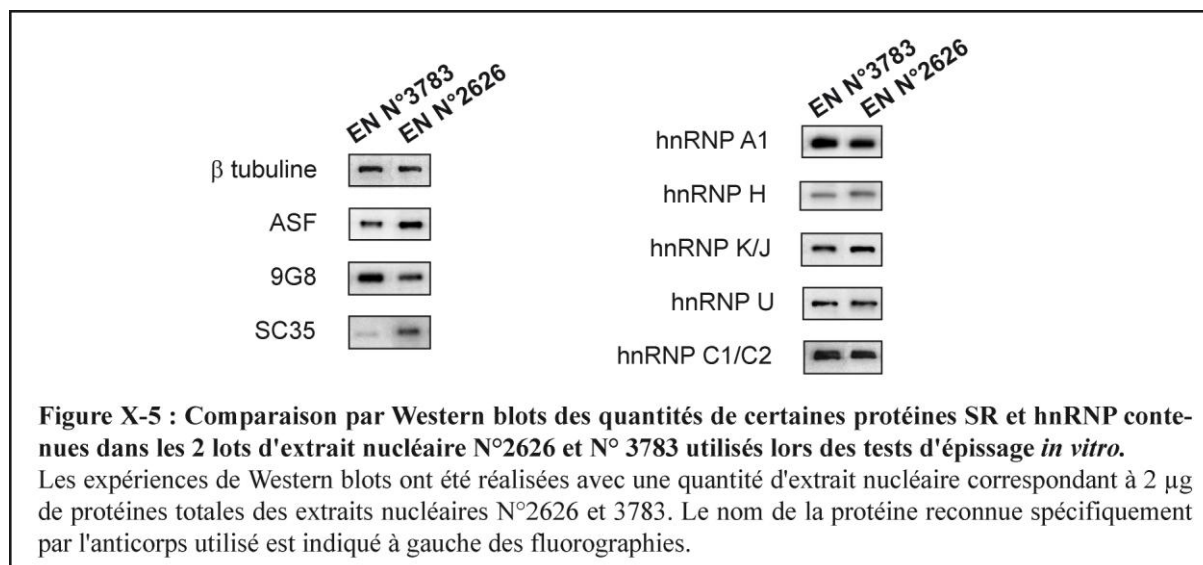 EN N°3783
EN N°2626
β tubuline
ASF
9G8
SC35
EN N°3783
EN N°2626
hnRNP A1
hnRNP H
hnRNP K/J
hnRNP U
hnRNP C1/C2
Figure X-5 : Comparaison par Western blots des quantités de certaines protéines SR et hnRNP conte-
nues dans les 2 lots d'extrait nucléaire N°2626 et N° 3783 utilisés lors des tests d'épissage in vitro.
Les expériences de Western blots ont été réalisées avec une quantité d'extrait nucléaire correspondant à 2 µg
de protéines totales des extraits nucléaires N°2626 et 3783. Le nom de la protéine reconnue spécifiquement
par l'anticorps utilisé est indiqué à gauche des fluorographies.